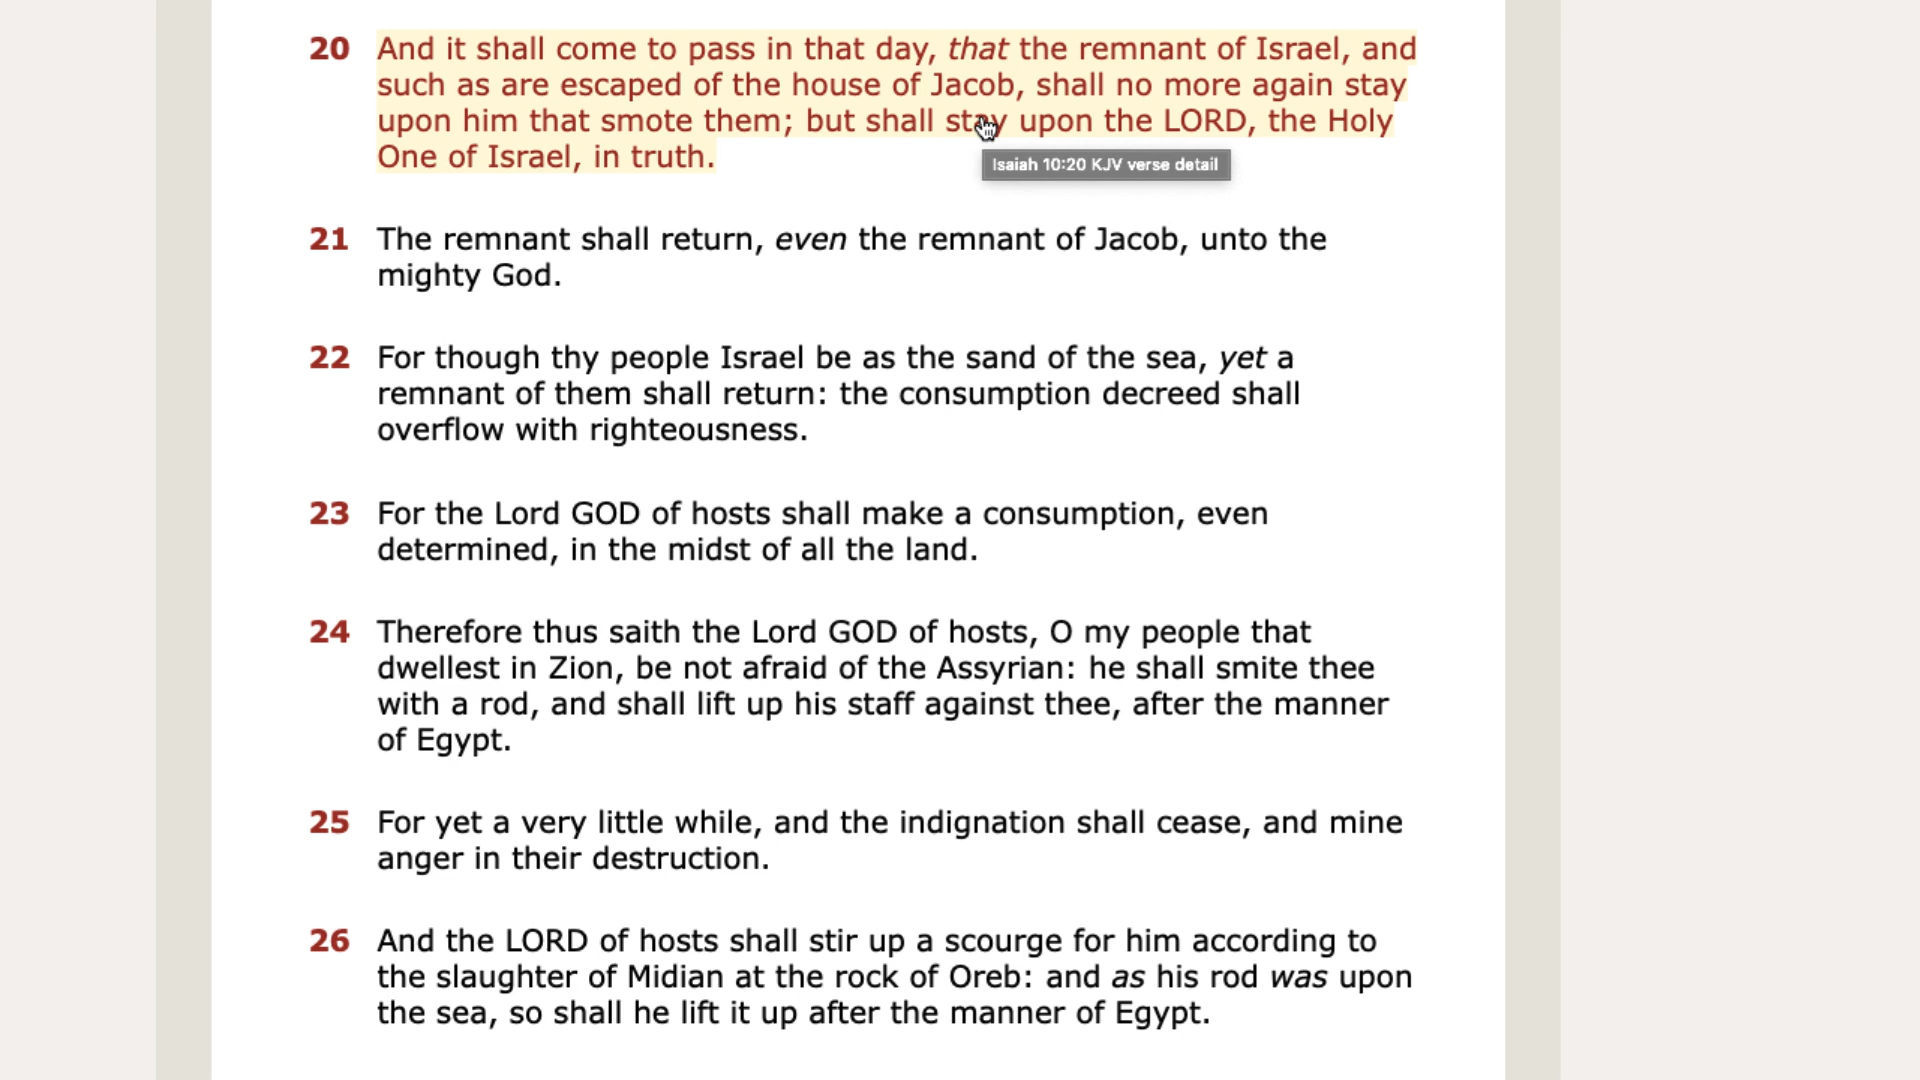 20 And it shall come to pass in that day, that the remnant of Israel, and
such as are escaped of the house of Jacob, shall no more again stay
upon him that smote them; but shall stay upon the LORD, the Holy
One of Israel, in truth.
Isaiah 10:20 KJV verse detail
21 The remnant shall return, even the remnant of Jacob, unto the
mighty God.
22 For though thy people Israel be as the sand of the sea, yet a
remnant of them shall return: the consumption decreed shall
overflow with righteousness.
23 For the Lord GOD of hosts shall make a consumption, even
determined, in the midst of all the land.
24 Therefore thus saith the Lord GOD of hosts, O my people that
dwellest in Zion, be not afraid of the Assyrian: he shall smite thee
with a rod, and shall lift up his staff against thee, after the manner
of Egypt.
25 For yet a very little while, and the indignation shall cease, and mine
anger in their destruction.
26 And the LORD of hosts shall stir up a scourge for him according to
the slaughter of Midian at the rock of Oreb: and as his rod was upon
the sea, so shall he lift it up after the manner of Egypt.